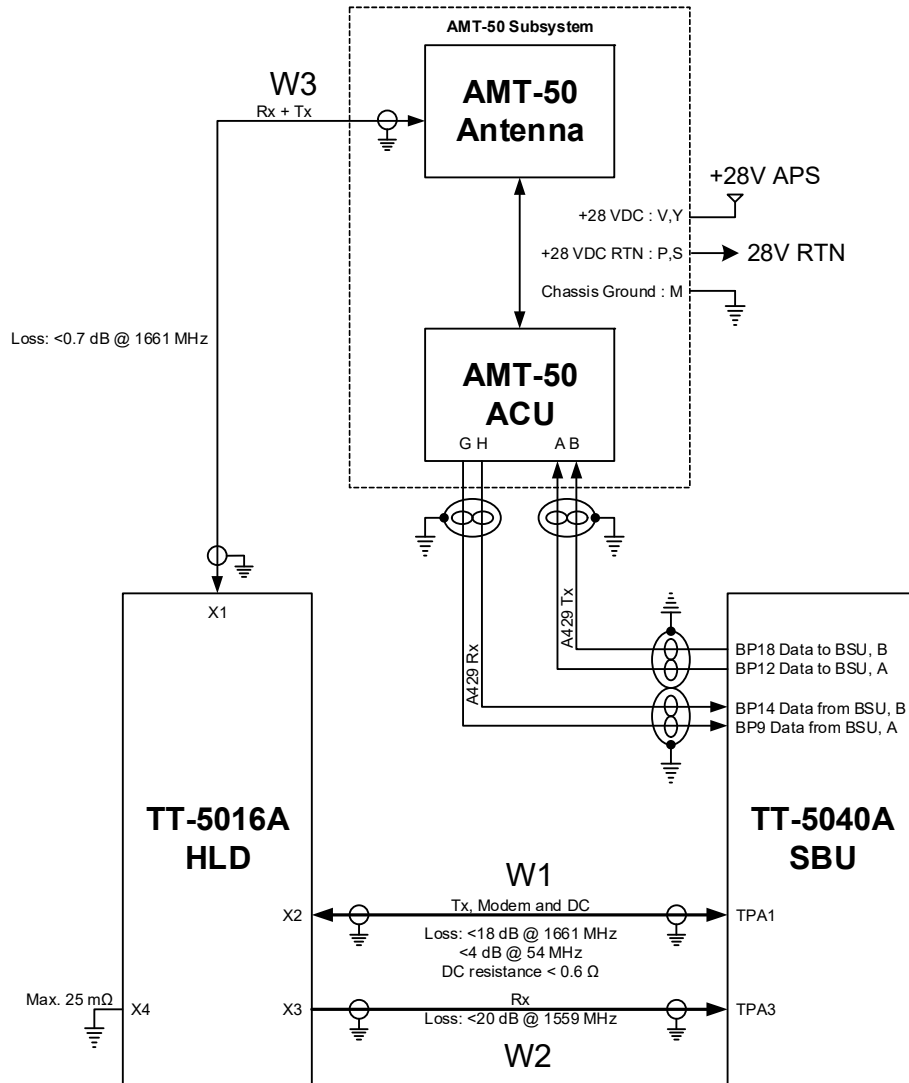 AMT-50 Subsystem
AMT-50
Antenna
W3
Rx + Tx
+28V APS
+28 VDC : V,Y
+28 VDC RTN : P,S
28V RTN
Chassis Ground : M
Loss: <0.7 dB @ 1661 MHz
AMT-50
ACU
G H
A B
A429 Rx
A429 Tx
X1
BP18 Data to BSU, B
BP12 Data to BSU, A
BP14 Data from BSU, B
BP9 Data from BSU, A
TT-5016A
HLD
TT-5040A
SBU
W1
Tx, Modem and DC
X2
TPA1
Loss: <18 dB @ 1661 MHz
<4 dB @ 54 MHz
DC resistance < 0.6 Ω
Max. 25 mΩ
X4
X3
Rx
TPA3
Loss: <20 dB @ 1559 MHz
W2